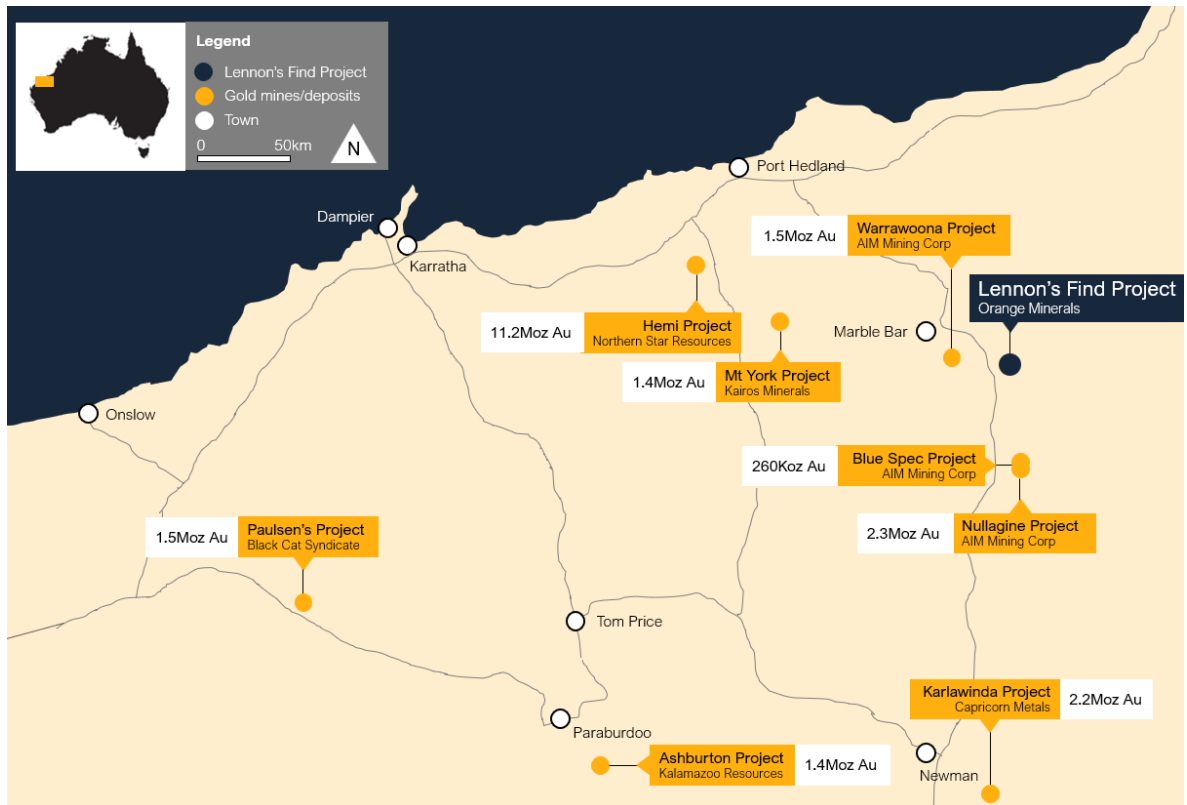 Legend
Lennon's Find Project
Gold mines/deposits
Town
0 50km
N
Port Hedland
Dampier
Karratha
1.5Moz Au
Warrawoona Project
AIM Mining Corp
Lennon's Find Project
Orange Minerals
11.2Moz Au
Hemi Project
Northern Star Resources
Marble Bar
1.4Moz Au
Mt York Project
Kairos Minerals
Onslow
260Koz Au
Blue Spec Project
AIM Mining Corp
2.3Moz Au
Nullagine Project
AIM Mining Corp
1.5Moz Au
Paulsen's Project
Black Cat Syndicate
Tom Price
Karlawinda Project
Capricorn Metals
2.2Moz Au
Paraburdoo
Ashburton Project
Kalamazoo Resources
1.4Moz Au
Newman